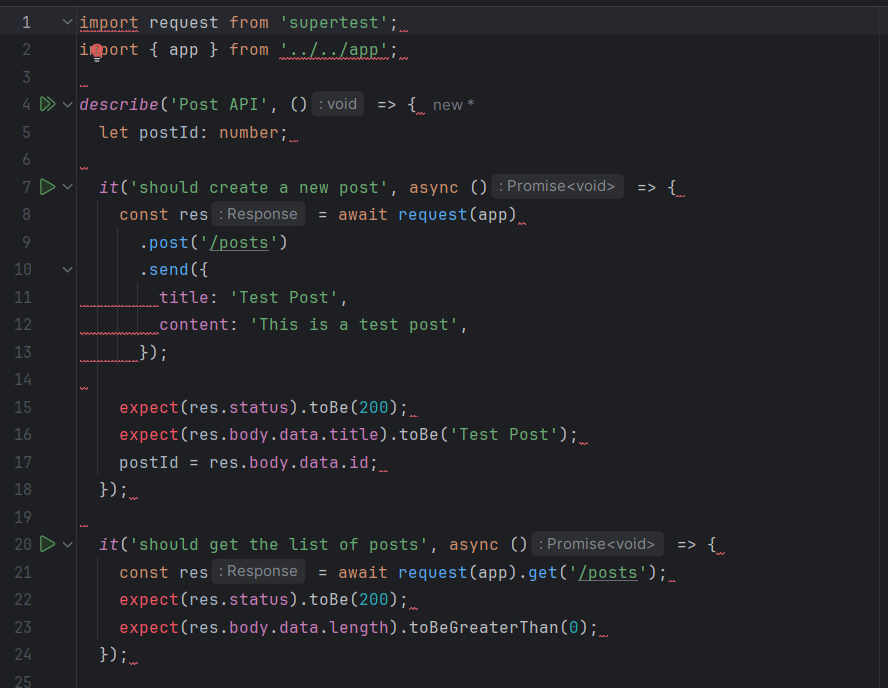 1 import request from 'supertest';
2 import { app } from '../../app';
3
4 describe('Post API', () : void => { new *
5 let postId: number;
6
7 it('should create a new post', async () : Promise<void> => {
8 const res : Response = await request(app)
9 .post('/posts')
10 .send({
11 title: 'Test Post',
12 content: 'This is a test post',
13 });
14
15 expect(res.status).toBe(200);
16 expect(res.body.data.title).toBe('Test Post');
17 postId = res.body.data.id;
18 });
19
20 it('should get the list of posts', async () : Promise<void> => {
21 const res : Response = await request(app).get('/posts');
22 expect(res.status).toBe(200);
23 expect(res.body.data.length).toBeGreaterThan(0);
24 });
25